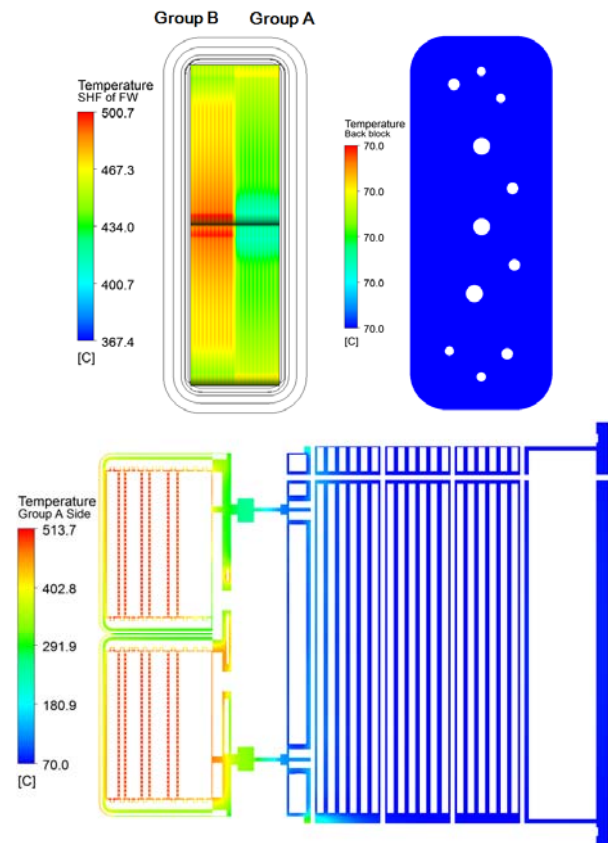 Group B Group A
Temperature
SHF of FW
500.7
467.3
434.0
400.7
367.4
[C]
Temperature
Back block
70.0
70.0
70.0
70.0
70.0
[C]
Temperature
Group A Side
513.7
402.8
291.9
180.9
70.0
[C]